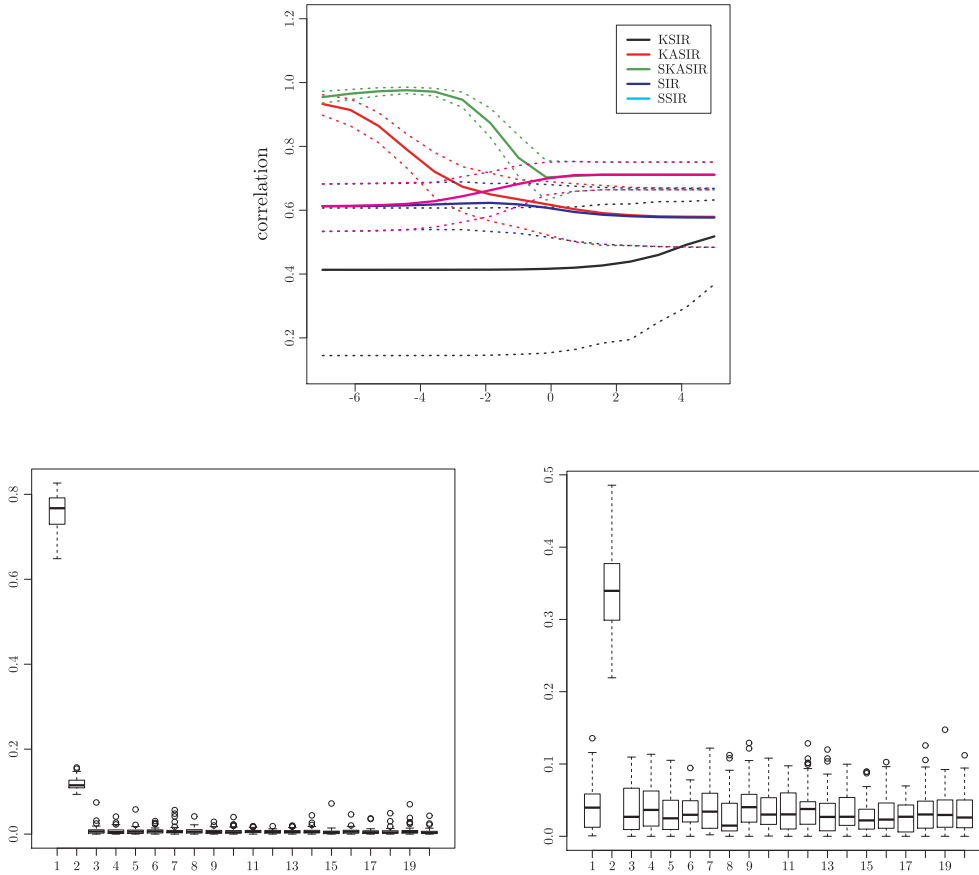 correlation
0.2 0.4 0.6 0.8 1.0 1.2
KSIR
KASIR
SKASIR
SIR
SSIR
-6 -4 -2 0 2 4
0.0 0.2 0.4 0.6 0.8
1 2 3 4 5 6 7 8 9 11 13 15 17 19
0.0 0.1 0.2 0.3 0.4 0.5
1 2 3 4 5 6 7 8 9 11 13 15 17 19